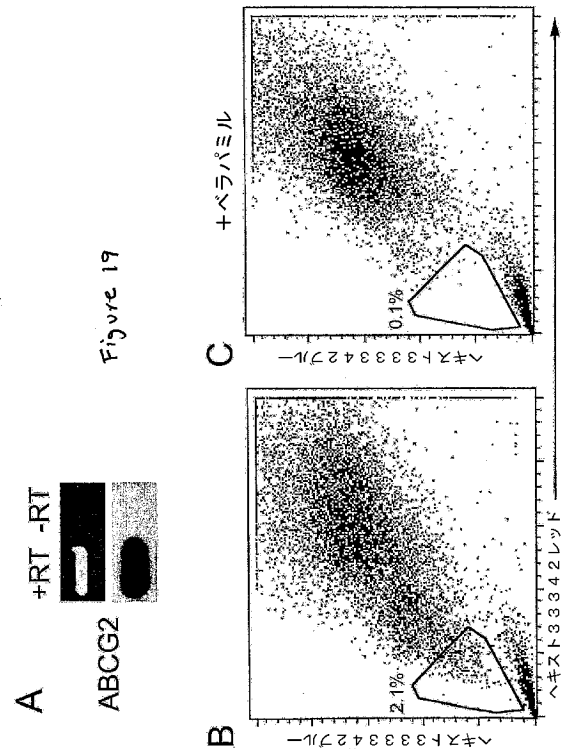 A
+RT -RT
ABCG2
Figure 19
B
2.1%
ヘキスト33342ブルー
ヘキスト33342レッド
C
+ベラパミル
0.1%
ヘキスト33342ブルー